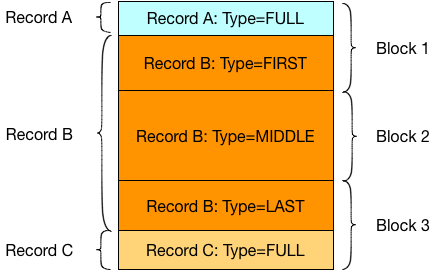 Record A
Record A: Type=FULL
Block 1
Record B: Type=FIRST
Record B
Record B: Type=MIDDLE
Block 2
Record B: Type=LAST
Block 3
Record C
Record C: Type=FULL